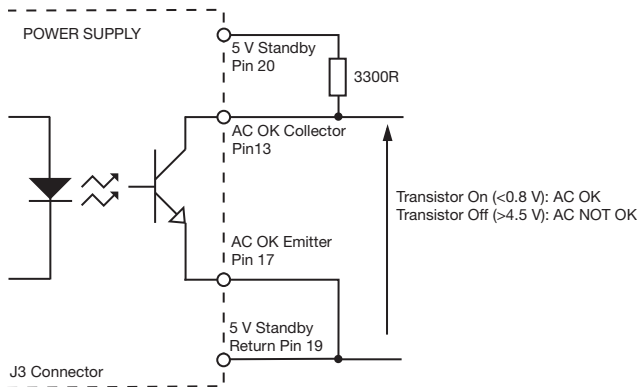 POWER SUPPLY
5 V Standby
Pin 20
3300R
AC OK Collector
Pin13
Transistor On (<0.8 V): AC OK
Transistor Off (>4.5 V): AC NOT OK
AC OK Emitter
Pin 17
5 V Standby
Return Pin 19
J3 Connector